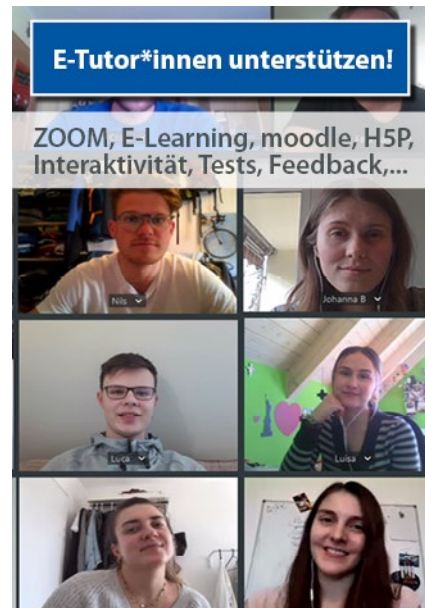 E-Tutor*innen unterstützen!
ZOOM, E-Learning, moodle, H5P,
Interaktivität, Tests, Feedback,...
Nils
Johanna B
Luca
Luisa